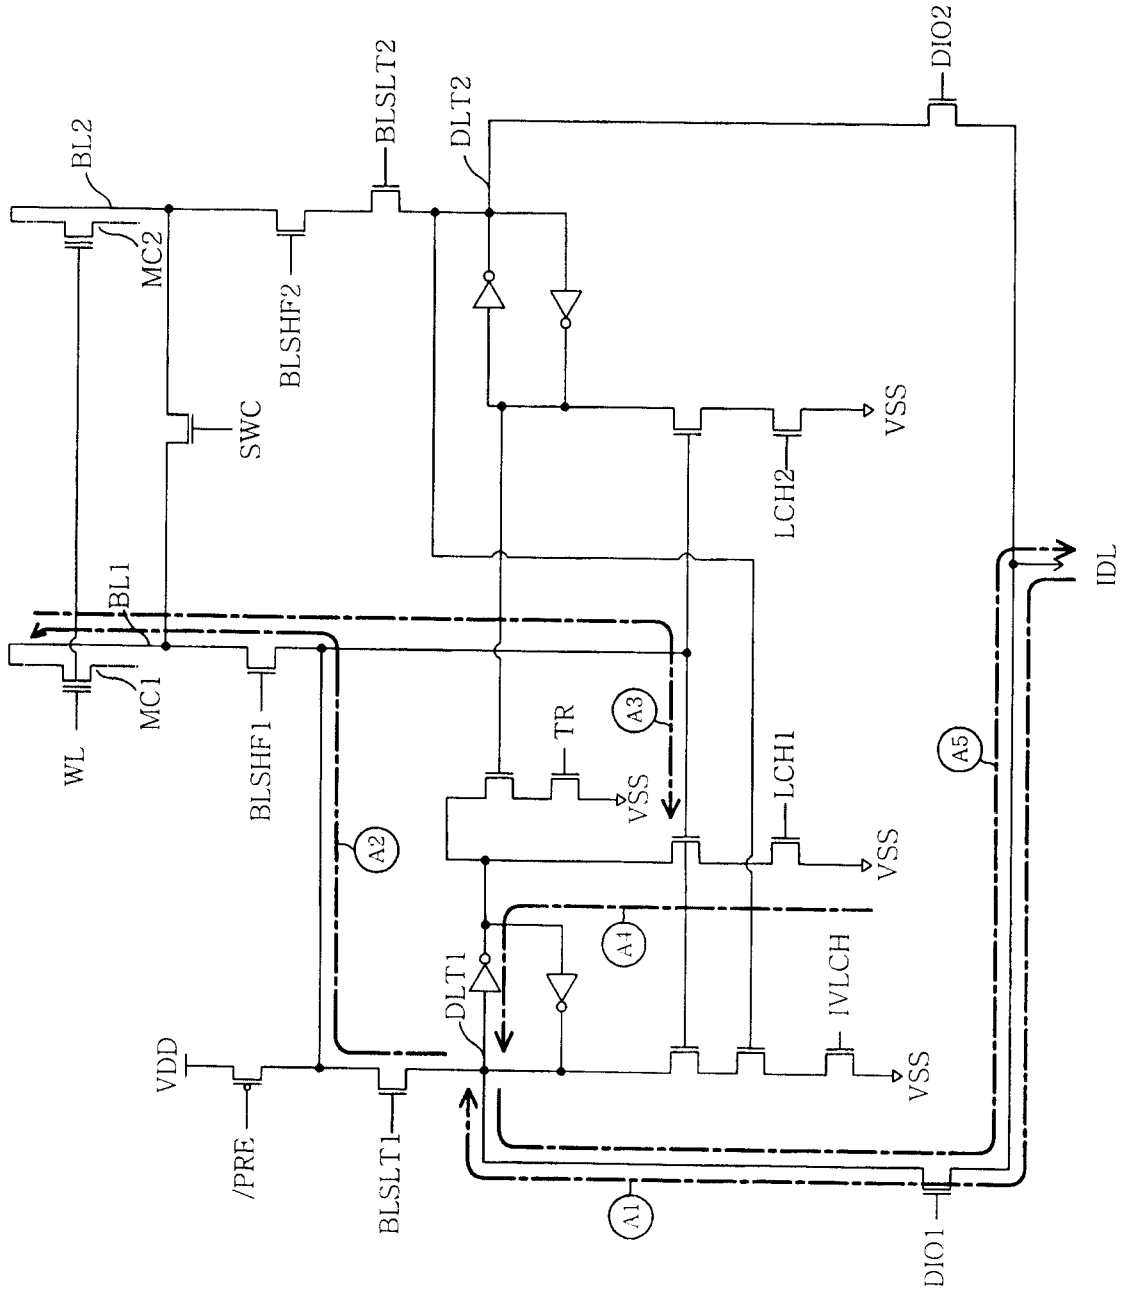 BL2
BLSLT2
DLT2
DIO2
MC2
BLSHF2
SWC
VSS
LCH2
BL1
IDL
MC1
WL
BLSHF1
A3
TR
VSS
LCH1
VSS
A5
A2
A4
DLT1
IVLCH
VSS
VDD
/PRE
BLSLT1
A1
DIO1